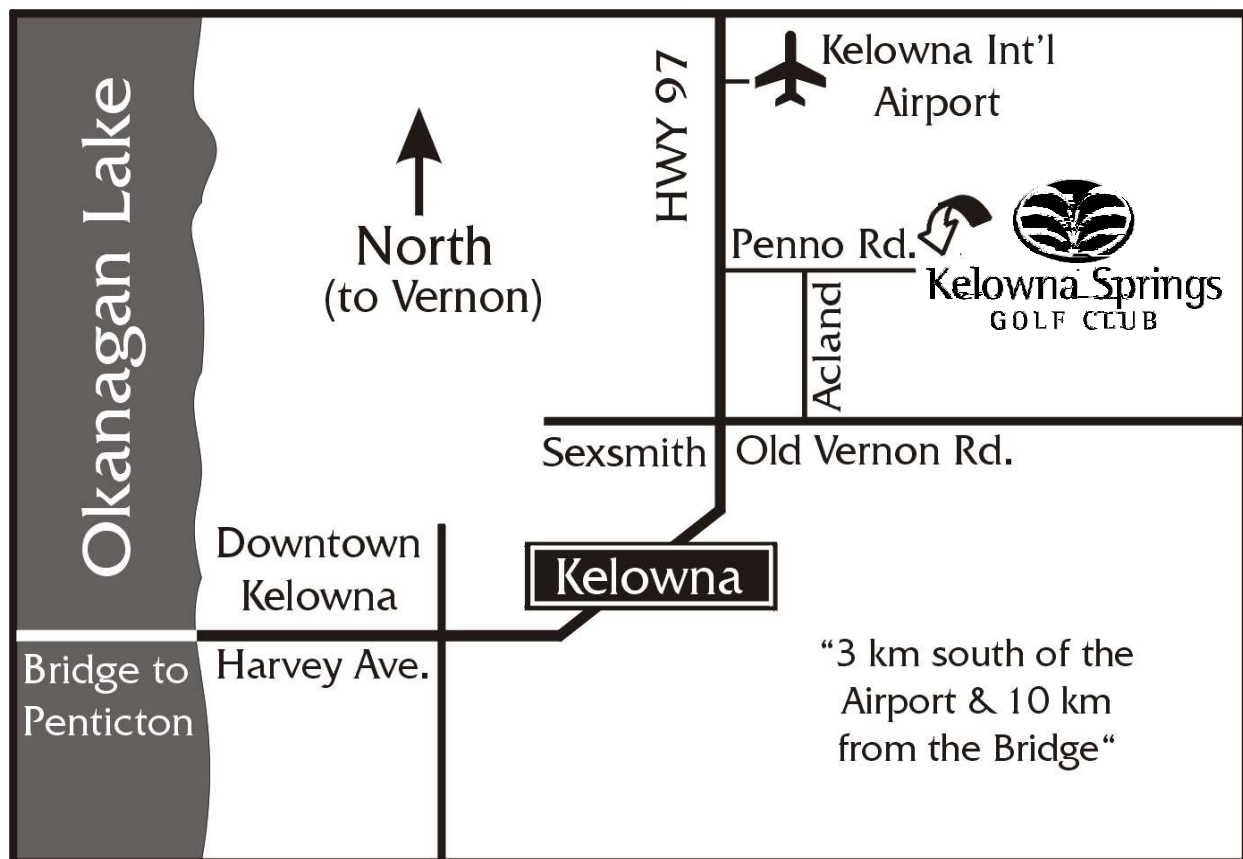 Okanagan Lake
HWY 97
Kelowna Int'l
Airport
North
(to Vernon)
Penno Rd.
Kelowna Springs
GOLF CLUB
Acland
Sexsmith
Old Vernon Rd.
Downtown
Kelowna
Kelowna
Bridge to
Penticton
Harvey Ave.
“3 km south of the
Airport & 10 km
from the Bridge“